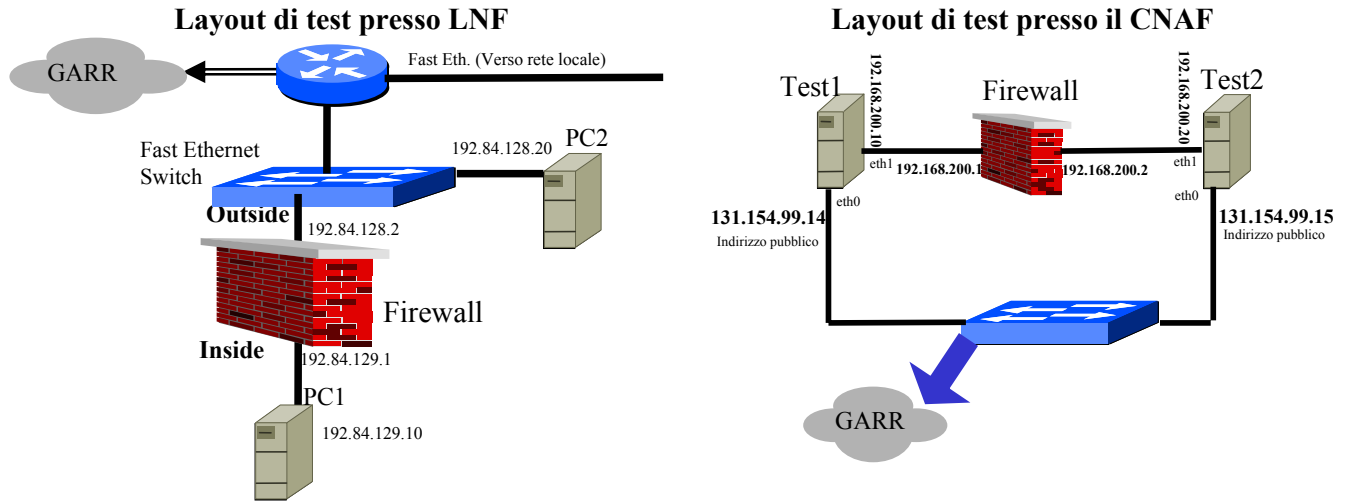 Layout di test presso LNF
GARR
Fast Eth. (Verso rete locale)
Fast Ethernet
Switch
192.84.128.20
PC2
Outside
192.84.128.2
Firewall
Inside
192.84.129.1
PC1
192.84.129.10
Layout di test presso il CNAF
Test1
192.168.200.10
Firewall
192.168.200.20
Test2
eth1
192.168.200.1
192.168.200.2
eth1
eth0
eth0
131.154.99.14
Indirizzo pubblico
131.154.99.15
Indirizzo pubblico
GARR